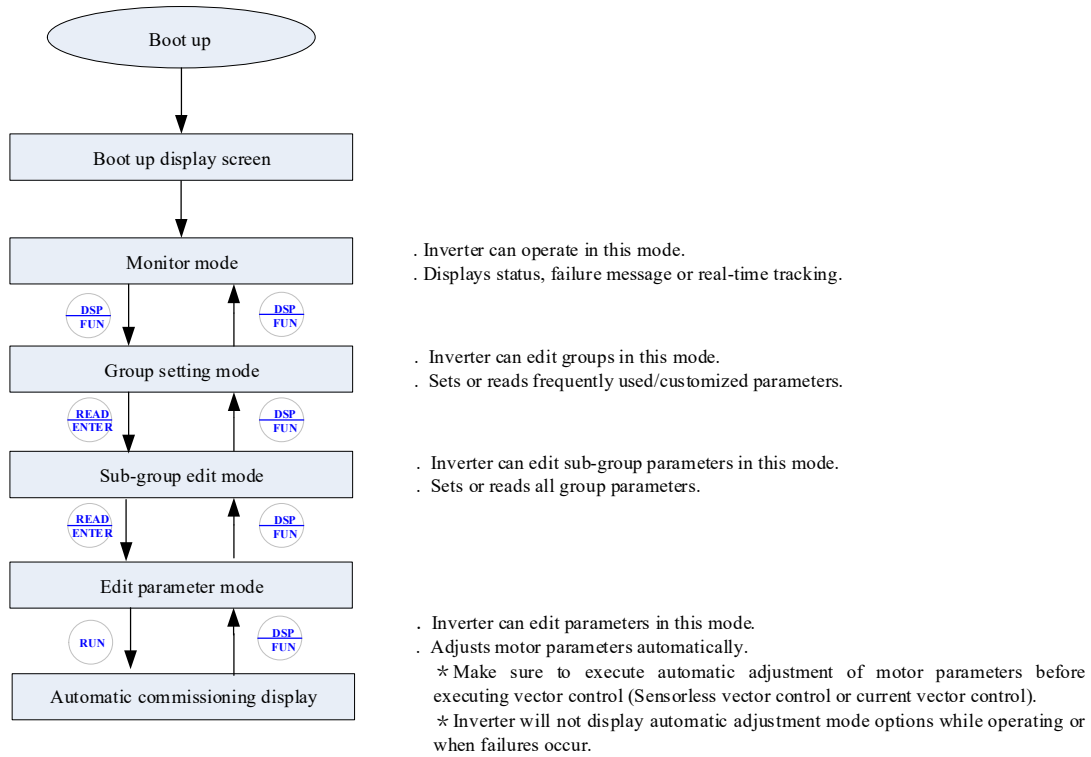 Boot up
Boot up display screen
Monitor mode
. Inverter can operate in this mode.
. Displays status, failure message or real-time tracking.
DSP
FUN
DSP
FUN
Group setting mode
. Inverter can edit groups in this mode.
. Sets or reads frequently used/customized parameters.
READ
ENTER
DSP
FUN
Sub-group edit mode
. Inverter can edit sub-group parameters in this mode.
. Sets or reads all group parameters.
READ
ENTER
DSP
FUN
Edit parameter mode
. Inverter can edit parameters in this mode.
. Adjusts motor parameters automatically.
RUN
DSP
FUN
Automatic commissioning display
＊Make sure to execute automatic adjustment of motor parameters before
executing vector control (Sensorless vector control or current vector control).
＊Inverter will not display automatic adjustment mode options while operating or
when failures occur.